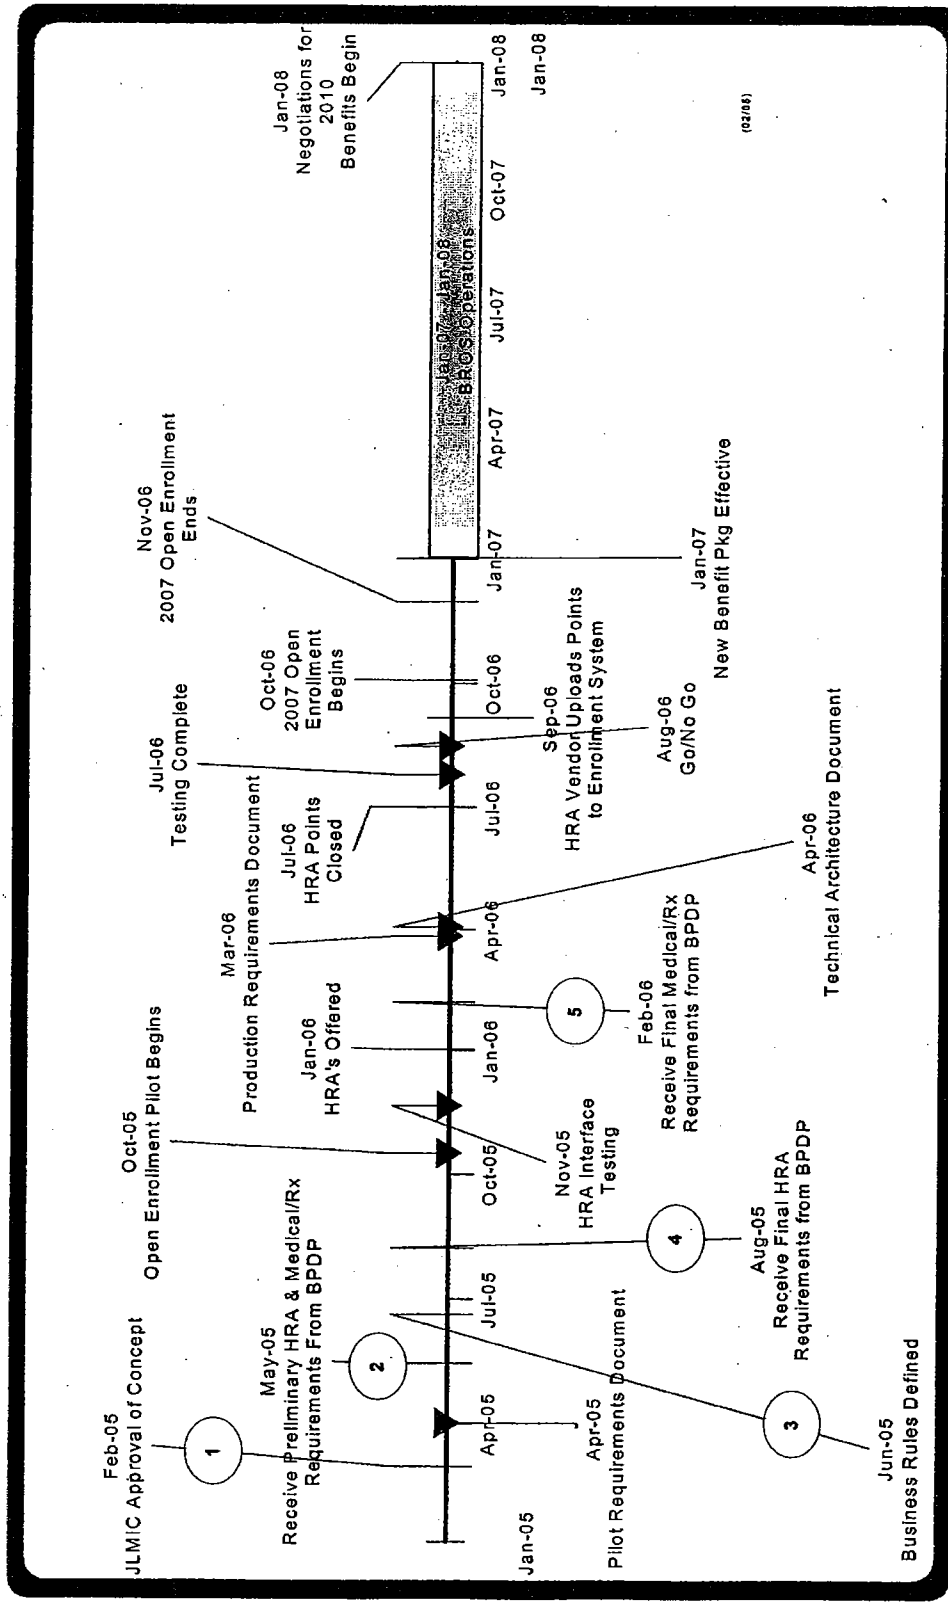 Feb-05
JLMIC Approval of Concept
1
May-05
Receive Preliminary HRA & Medical/Rx
Requirements From BPDP
2
Oct-05
Open Enrollment Pilot Begins
Jan-06
HRA's Offered
Mar-06
Production Requirements Document
Jul-06
HRA Points
Closed
Jul-06
Testing Complete
Oct-06
2007 Open
Enrollment
Begins
Nov-06
2007 Open Enrollment
Ends
Jan-08
Negotiations for
2010
Benefits Begin
Jan-07 - Jan-08
BROS Operations
Jan-05
Apr-05
Jul-05
Oct-05
Jan-06
Apr-06
Jul-06
Oct-06
Jan-07
Apr-07
Jul-07
Oct-07
Jan-08
Jan-08
Apr-05
Pilot Requirements Document
3
Jun-05
Business Rules Defined
4
Aug-05
Receive Final HRA
Requirements from BPDP
Nov-05
HRA Interface
Testing
5
Feb-06
Receive Final Medical/Rx
Requirements from BPDP
Apr-06
Technical Architecture Document
Aug-06
Go/No Go
Sep-06
HRA Vendor Uploads Points
to Enrollment System
Jan-07
New Benefit Pkg Effective
(02/05)